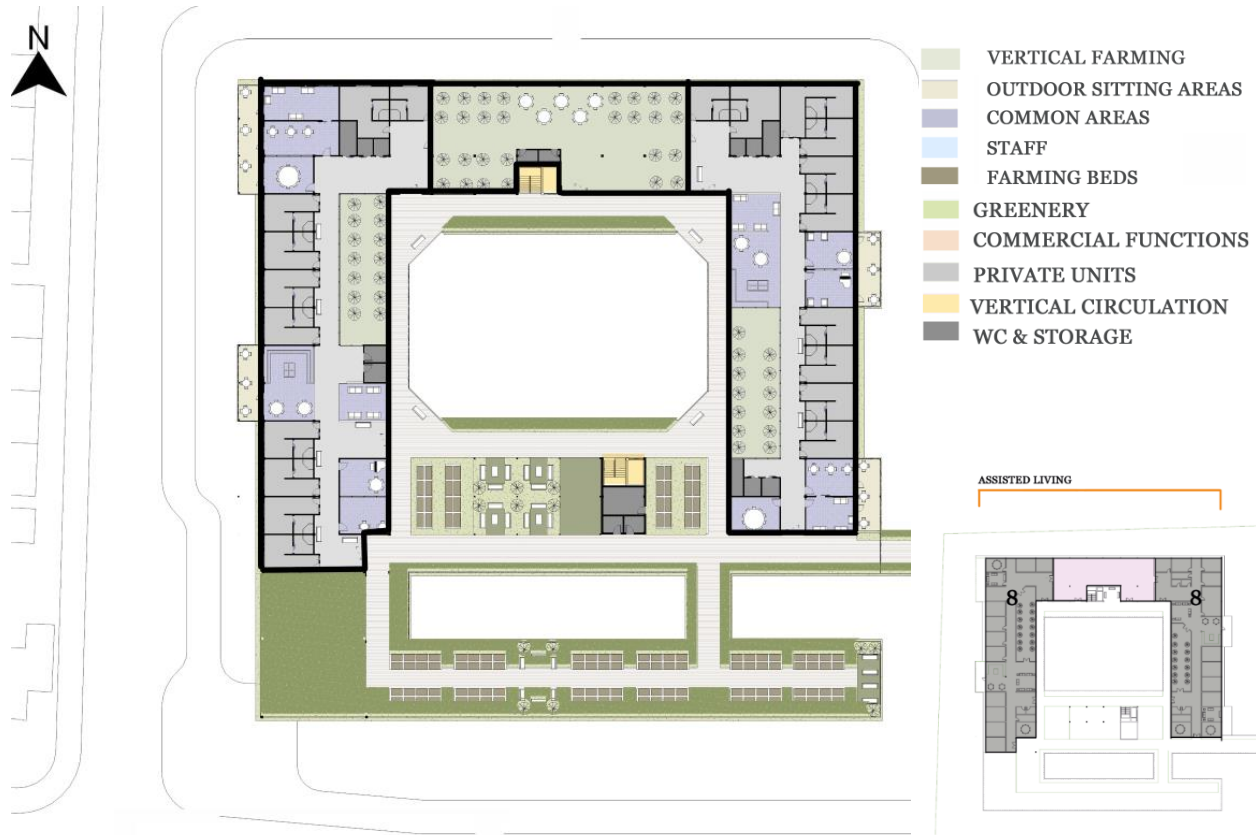 N
VERTICAL FARMING
OUTDOOR SITTING AREAS
COMMON AREAS
STAFF
FARMING BEDS
GREENERY
COMMERCIAL FUNCTIONS
PRIVATE UNITS
VERTICAL CIRCULATION
WC & STORAGE
ASSISTED LIVING
8
8